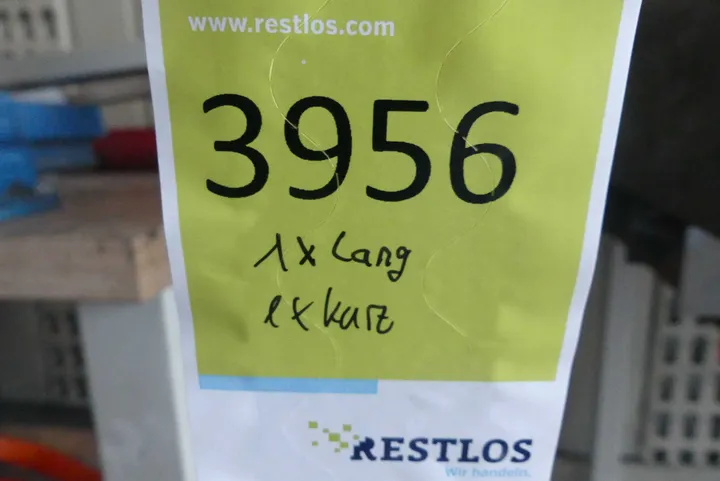 www.restlos.com
3956
1x Lang
1x kurz
RESTLOS
Wir handeln.